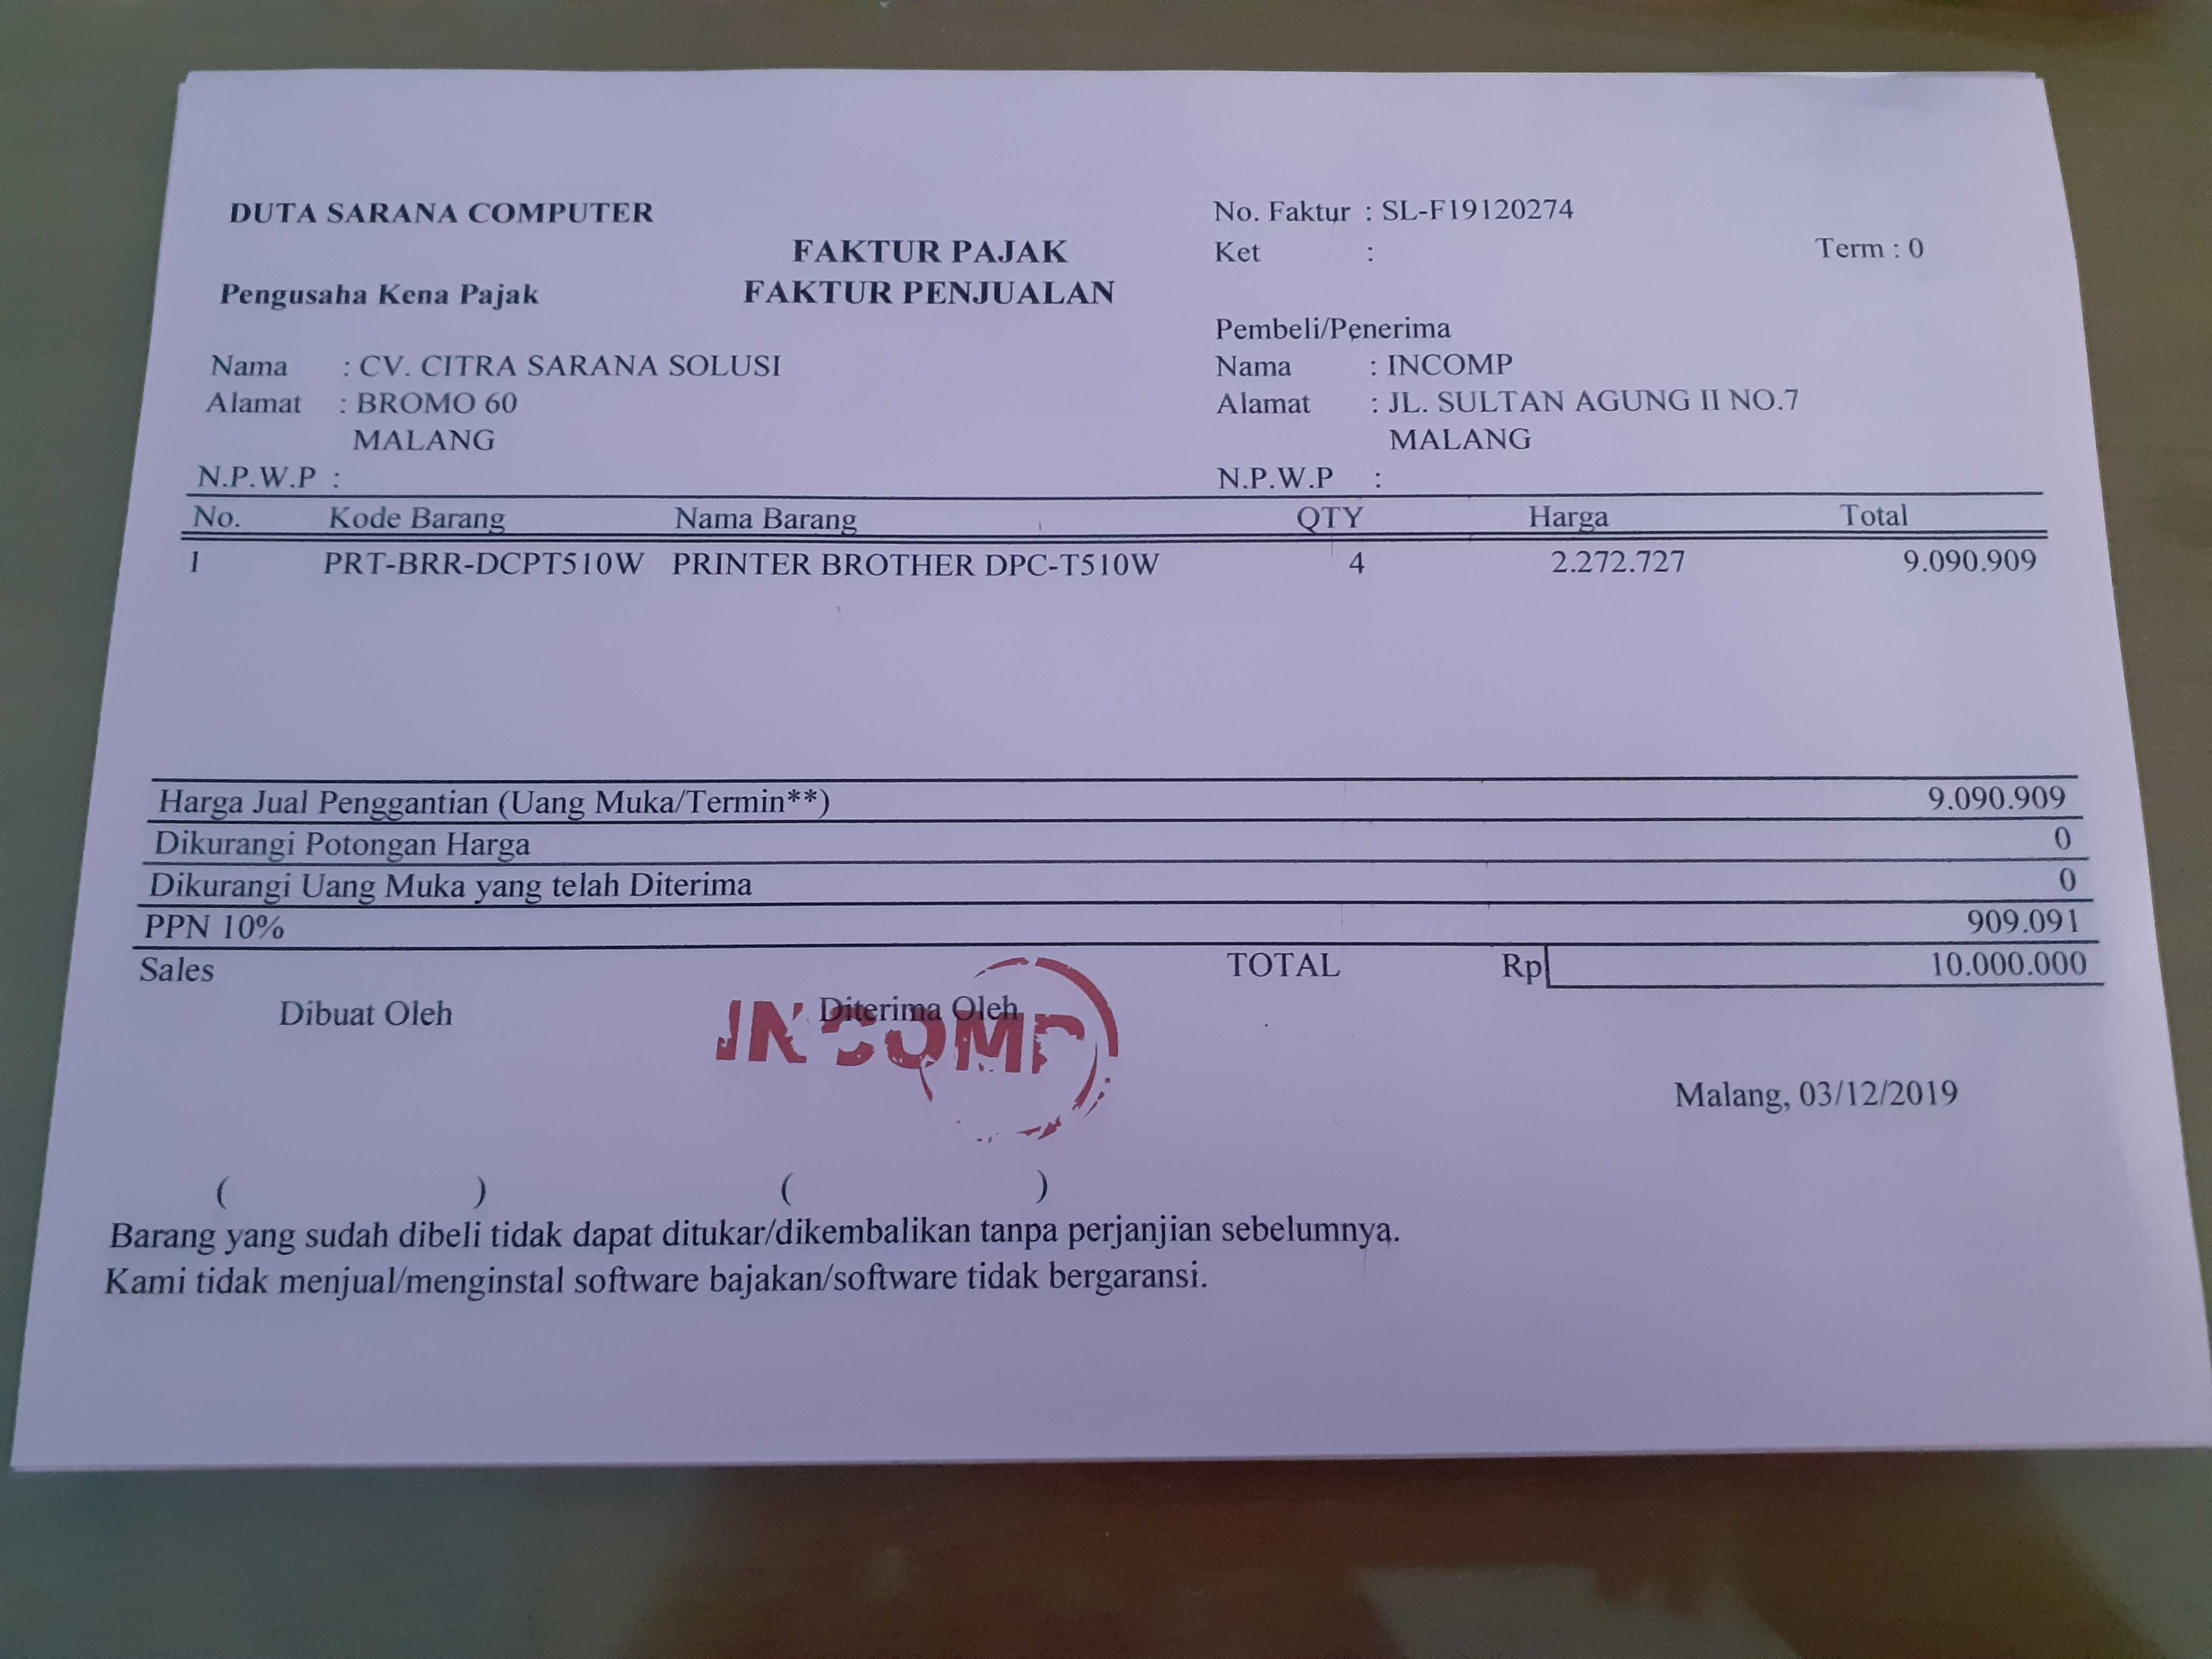 DUTA SARANA COMPUTER
No. Faktur : SL-F19120274
FAKTUR PAJAK
Ket :
Term : 0
Pengusaha Kena Pajak
FAKTUR PENJUALAN
Pembeli/Penerima
Nama : CV. CITRA SARANA SOLUSI
Nama : INCOMP
Alamat : BROMO 60
Alamat : JL. SULTAN AGUNG II NO.7
MALANG
MALANG
N.P.W.P :
N.P.W.P :
No. Kode Barang Nama Barang QTY Harga Total
1 PRT-BRR-DCPT510W PRINTER BROTHER DPC-T510W 4 2.272.727 9.090.909
Harga Jual Penggantian (Uang Muka/Termin**) 9.090.909
Dikurangi Potongan Harga 0
Dikurangi Uang Muka yang telah Diterima 0
PPN 10% 909.091
Sales TOTAL Rp 10.000.000
Dibuat Oleh Diterima Oleh
INCOMP
Malang, 03/12/2019
( ) ( )
Barang yang sudah dibeli tidak dapat ditukar/dikembalikan tanpa perjanjian sebelumnya.
Kami tidak menjual/menginstal software bajakan/software tidak bergaransi.